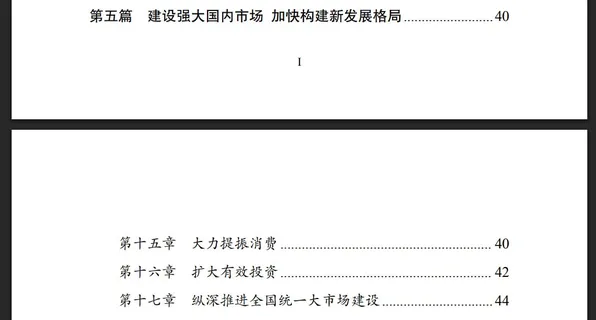 第五篇 建设强大国内市场 加快构建新发展格局........................40
I
第十五章 大力提振消费..................................................40
第十六章 扩大有效投资..................................................42
第十七章 纵深推进全国统一大市场建设..........................44